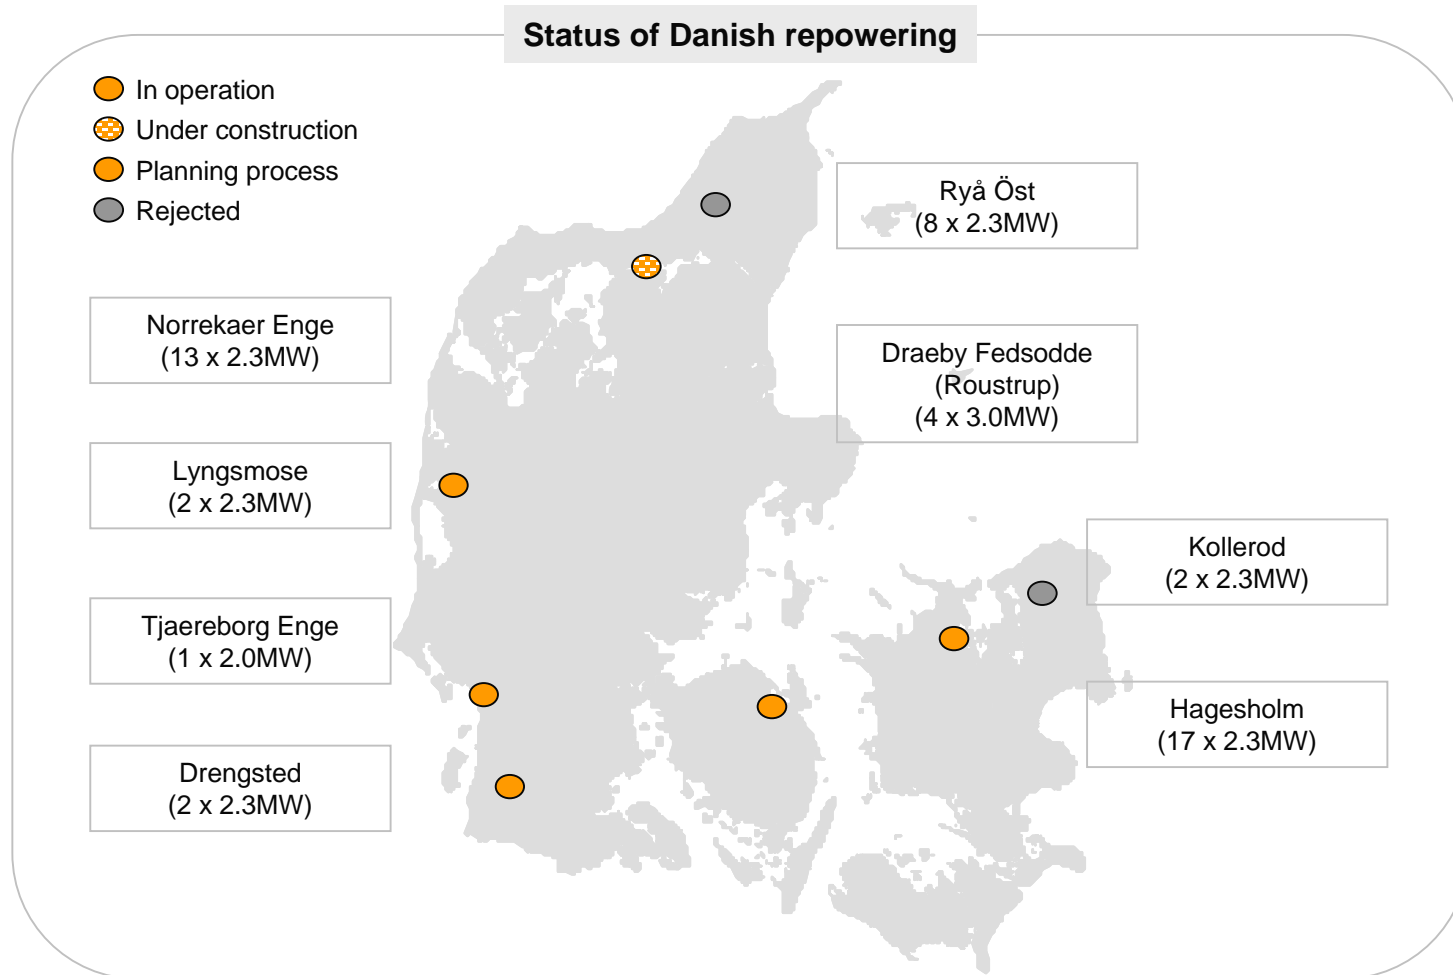 Status of Danish repowering
In operation
Under construction
Planning process
Rejected
Ryå Öst
(8 x 2.3MW)
Norrekaer Enge
(13 x 2.3MW)
Draeby Fedsodde
(Roustrup)
(4 x 3.0MW)
Lyngsmose
(2 x 2.3MW)
Kollerod
(2 x 2.3MW)
Tjaereborg Enge
(1 x 2.0MW)
Hagesholm
(17 x 2.3MW)
Drengsted
(2 x 2.3MW)